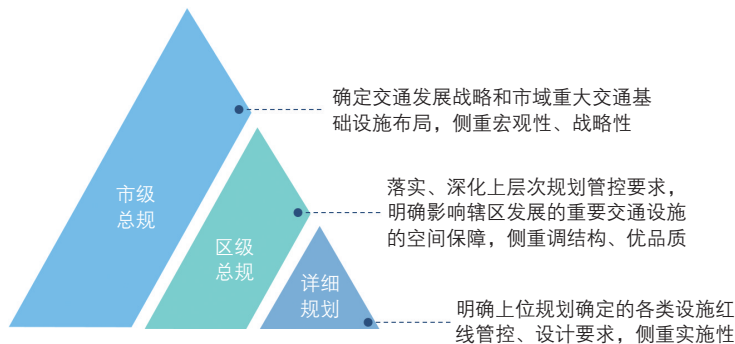 确定交通发展战略和市域重大交通基
础设施布局，侧重宏观性、战略性
市级
总规
落实、深化上层次规划管控要求，
明确影响辖区发展的重要交通设施
的空间保障，侧重调结构、优品质
区级
总规
详细
规划
明确上位规划确定的各类设施红
线管控、设计要求，侧重实施性